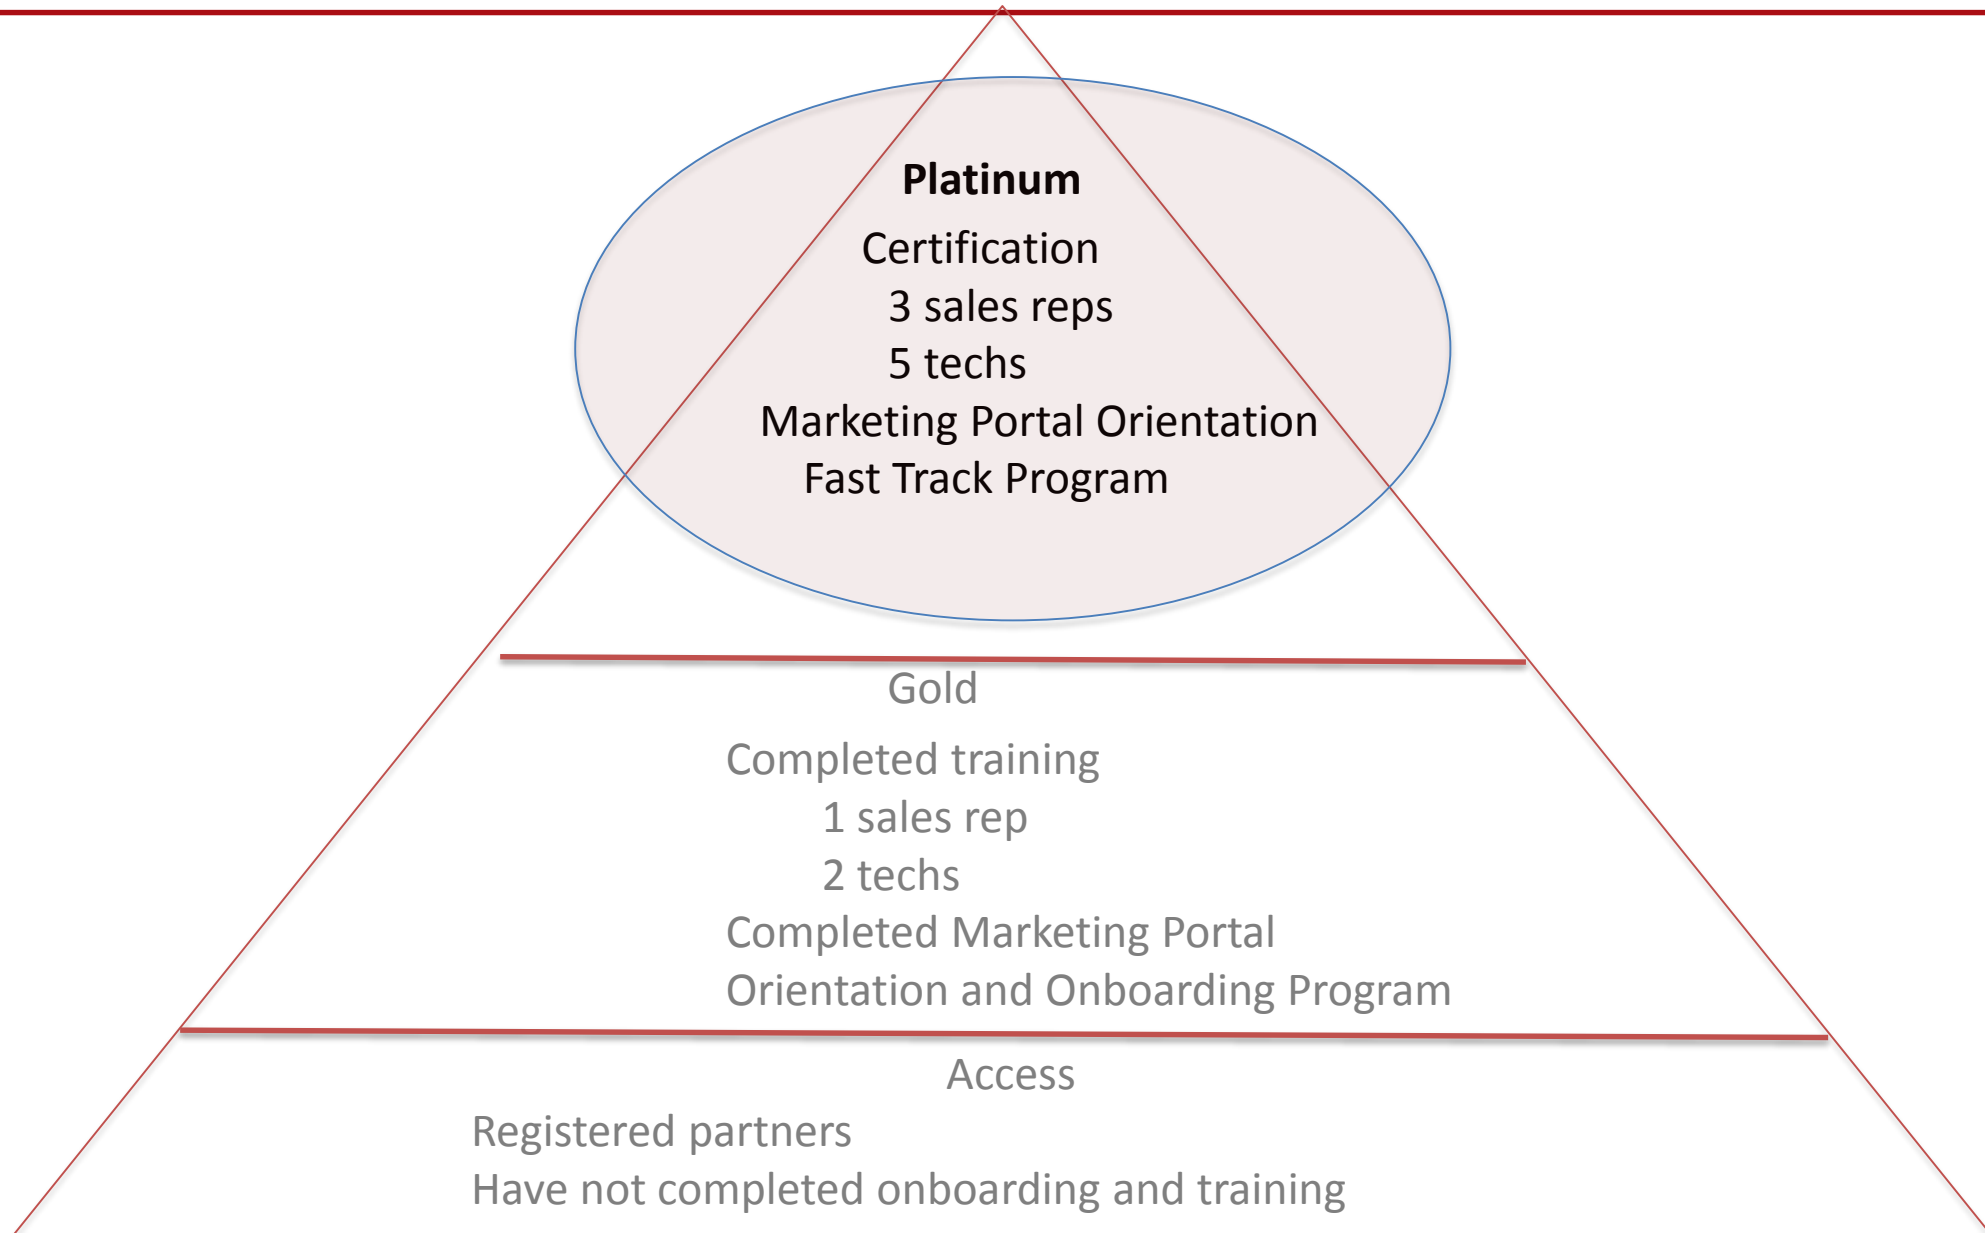 Platinum
Certification
3 sales reps
5 techs
Marketing Portal Orientation
Fast Track Program
Gold
Completed training
1 sales rep
2 techs
Completed Marketing Portal
Orientation and Onboarding Program
Access
Registered partners
Have not completed onboarding and training